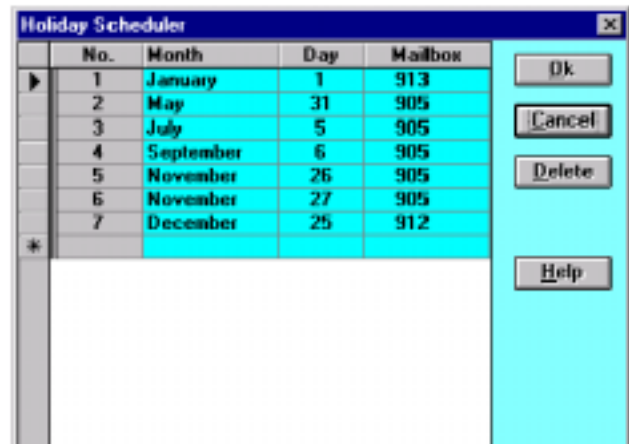 Holiday Scheduler
No. Month Day Mailbox
1 January 1 913
2 May 31 905
3 July 5 905
4 September 6 905
5 November 26 905
6 November 27 905
7 December 25 912
Ok
Cancel
Delete
Help